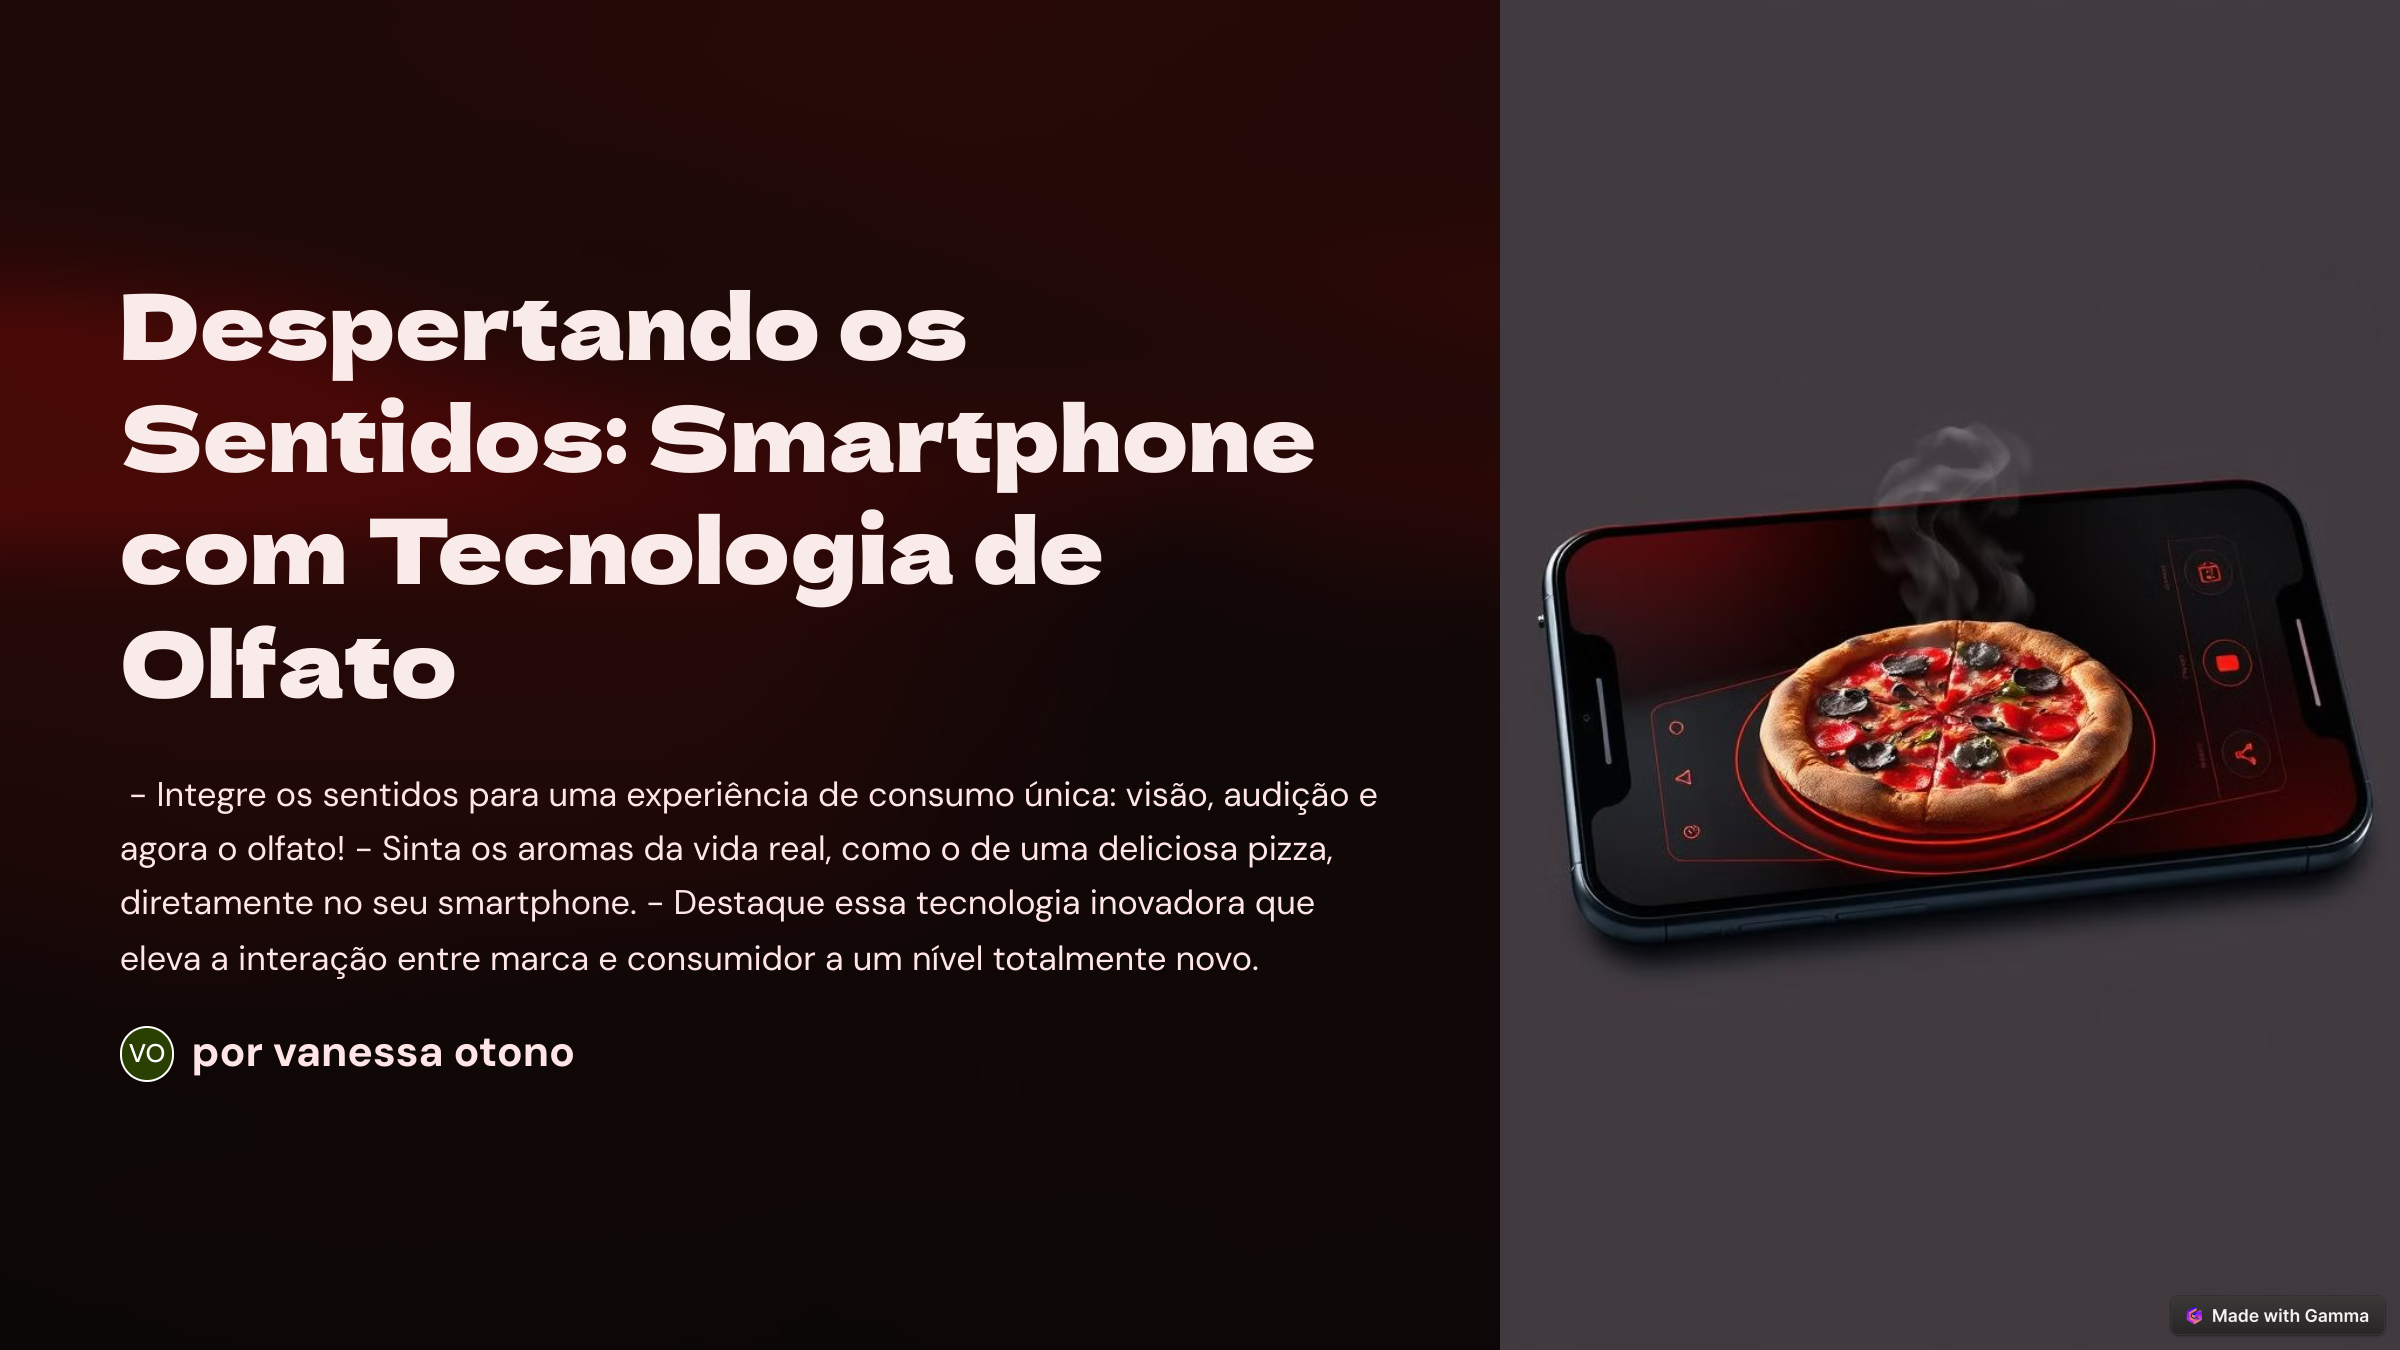 Despertando os
Sentidos: Smartphone
com Tecnologia de
Olfato
- Integre os sentidos para uma experiência de consumo única: visão, audição e
agora o olfato! - Sinta os aromas da vida real, como o de uma deliciosa pizza,
diretamente no seu smartphone. - Destaque essa tecnologia inovadora que
eleva a interação entre marca e consumidor a um nível totalmente novo.
VO por vanessa otono
Made with Gamma